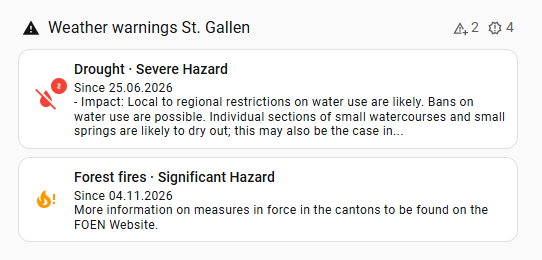 Weather warnings St. Gallen
2 4
Drought · Severe Hazard
Since 25.06.2026
- Impact: Local to regional restrictions on water use are likely. Bans on
water use are possible. Individual sections of small watercourses and small
springs are likely to dry out; this may also be the case in...
Forest fires · Significant Hazard
Since 04.11.2026
More information on measures in force in the cantons to be found on the
FOEN Website.